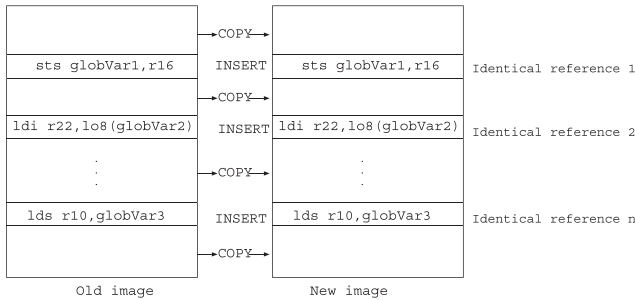 COPY
sts globVar1,r16 INSERT sts globVar1,r16 Identical reference 1
COPY
ldi r22,lo8(globVar2) INSERT ldi r22,lo8(globVar2) Identical reference 2
. .
. COPY .
. .
lds r10,globVar3 INSERT lds r10,globVar3 Identical reference n
COPY
Old image New image